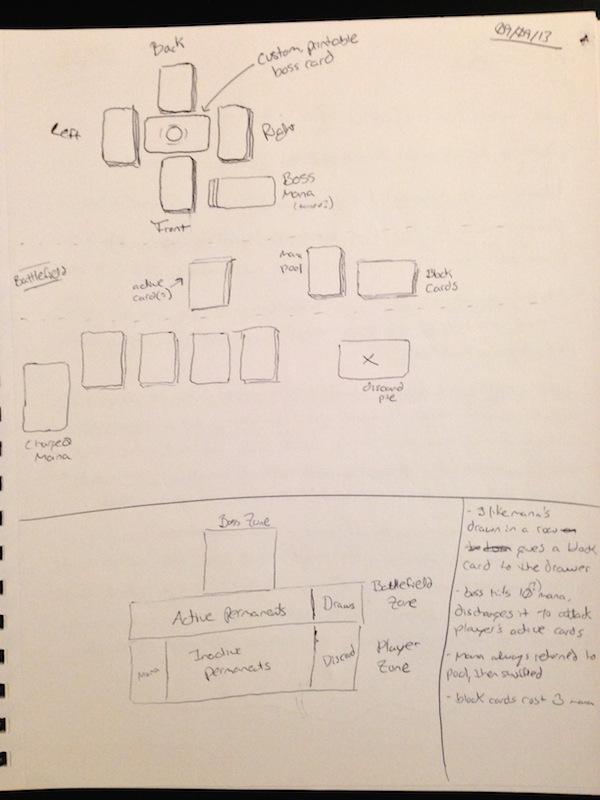 09/09/13
Back
Custom, printable
boss card
Left
Right
Boss
Mana
Front
Battlefield
active
card(s)
Mana
pool
Block
Cards
X
discard
pile
Charged
Mana
Boss Zone
Active permanents
Draws
Battlefield
Zone
Mana
Inactive
permanents
Discard
Player
Zone
- 3 like mana's
drawn in a row
gives a block
card to the drawer
- boss hits 10(?) mana,
discharges it to attack
player's active cards
- Mana always returned to
pool, then shuffled
- block cards cost 3 mana